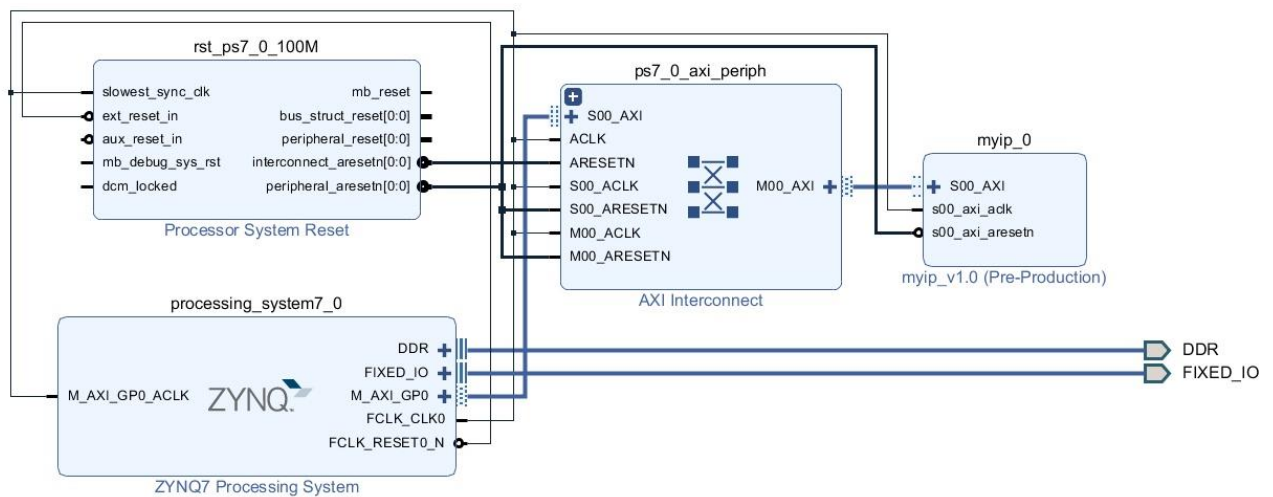 rst_ps7_0_100M
slowest_sync_clk
ext_reset_in
aux_reset_in
mb_debug_sys_rst
dcm_locked
mb_reset
bus_struct_reset[0:0]
peripheral_reset[0:0]
interconnect_aresetn[0:0]
peripheral_aresetn[0:0]
Processor System Reset
ps7_0_axi_periph
S00_AXI
ACLK
ARESETN
S00_ACLK
S00_ARESETN
M00_ACLK
M00_ARESETN
M00_AXI
AXI Interconnect
myip_0
S00_AXI
s00_axi_aclk
s00_axi_aresetn
myip_v1.0 (Pre-Production)
processing_system7_0
M_AXI_GP0_ACLK
ZYNQ
DDR
FIXED_IO
M_AXI_GP0
FCLK_CLK0
FCLK_RESET0_N
ZYNQ7 Processing System
DDR
FIXED_IO